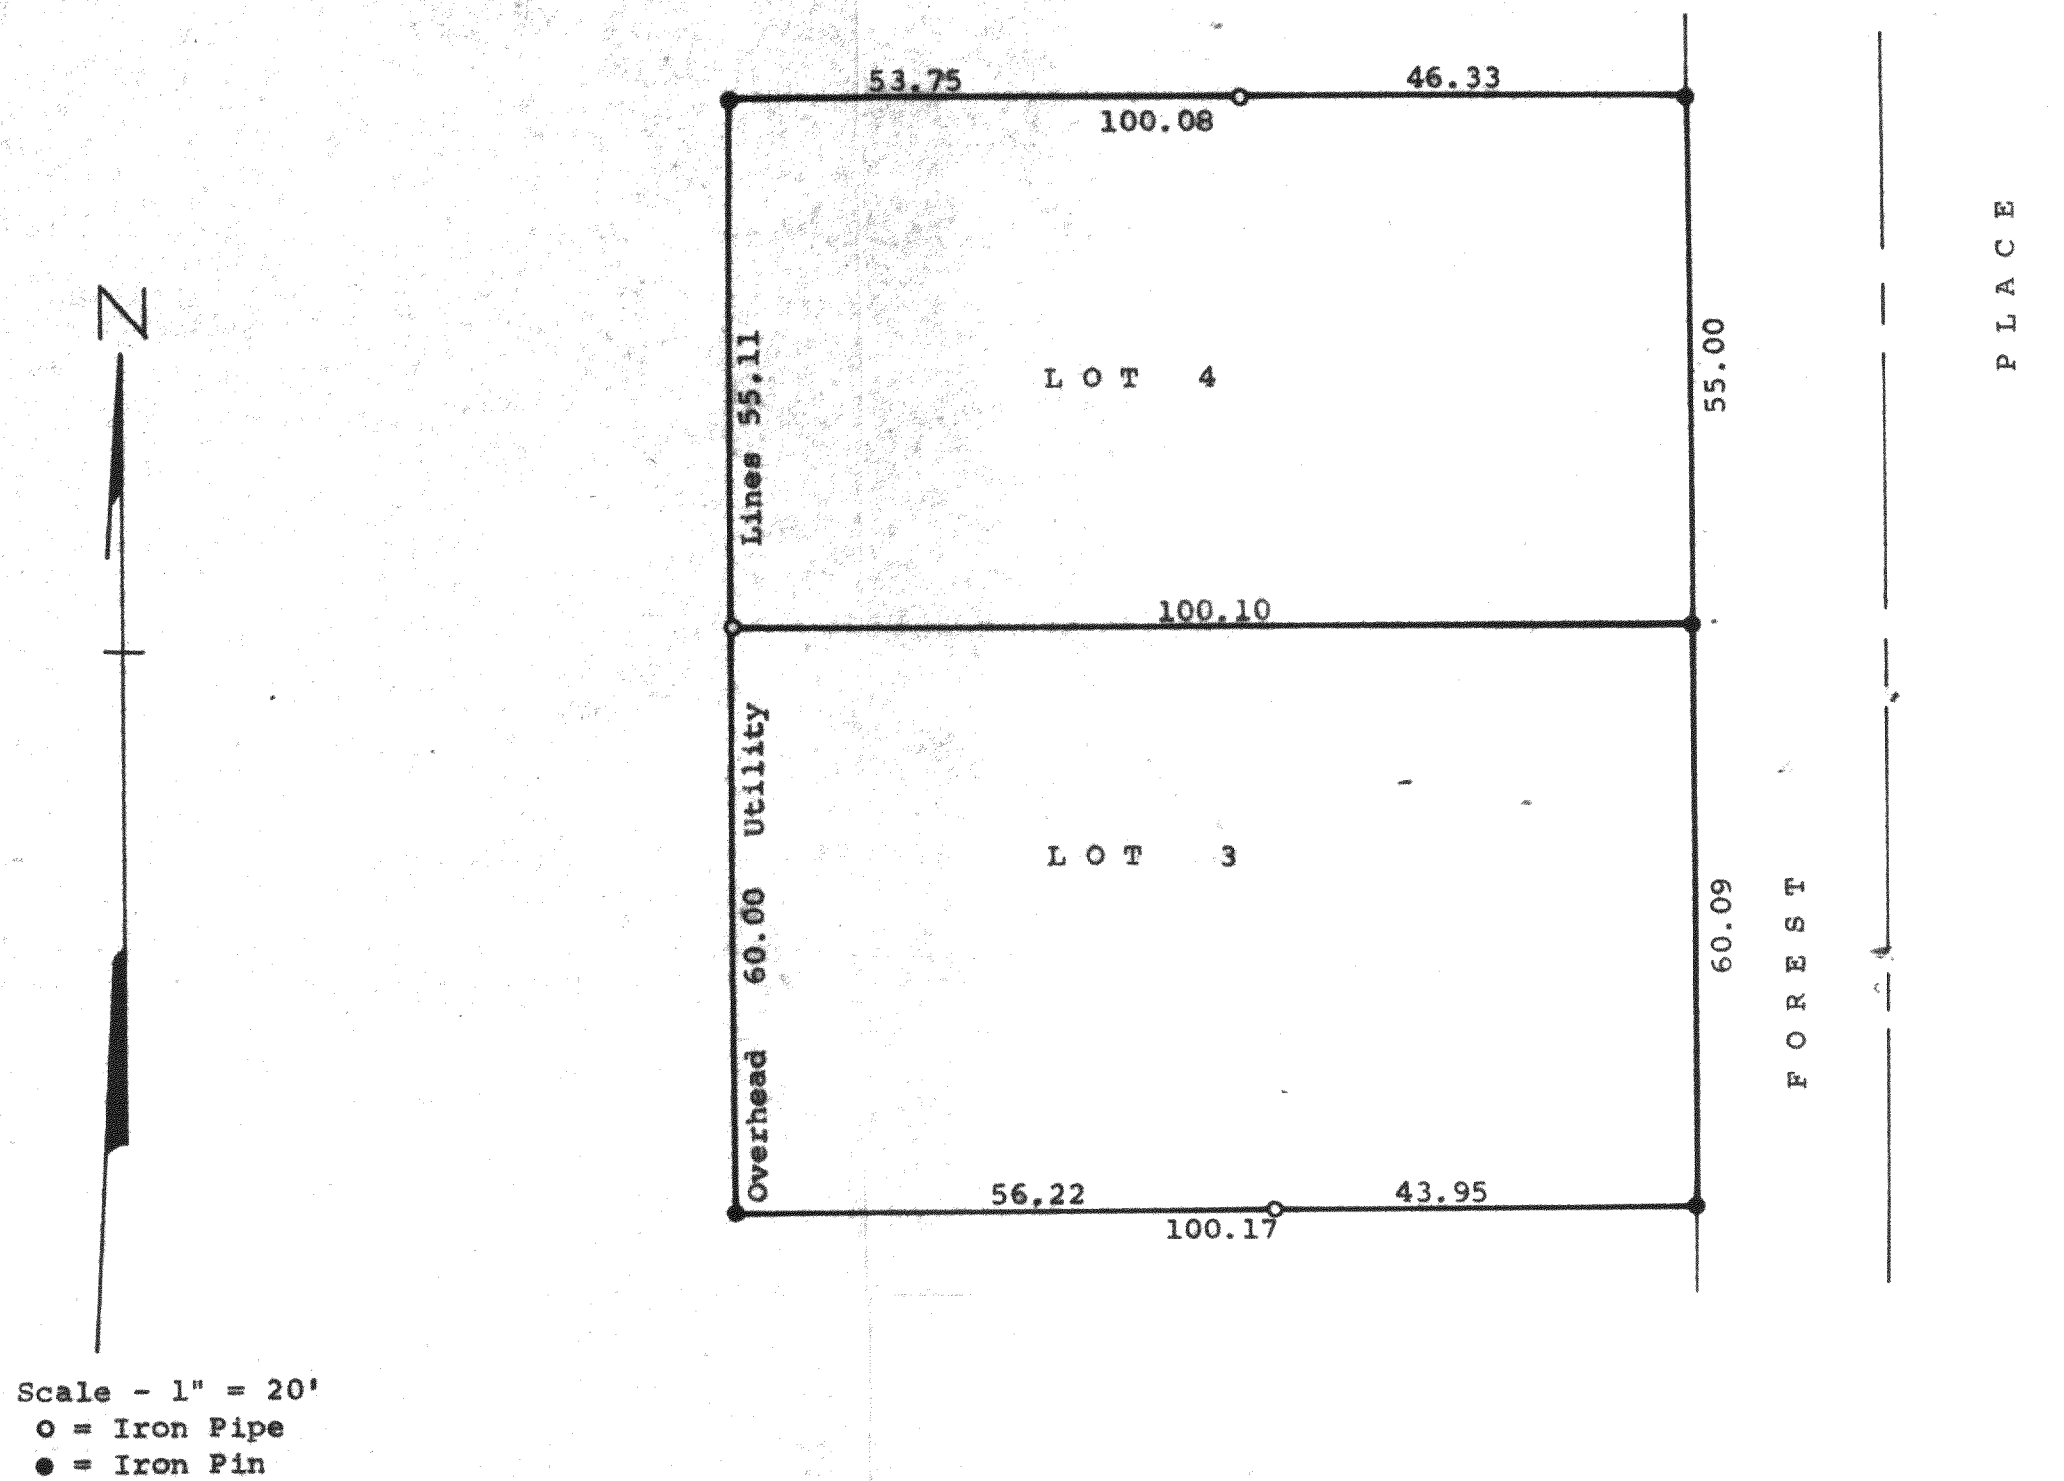 53.75
46.33
100.08
N
PLACE
Lines 55.11
LOT 4
55.00
100.10
Overhead 60.00 Utility
LOT 3
60.09
FOREST
56.22
43.95
100.17
Scale - 1" = 20'
= Iron Pipe
= Iron Pin